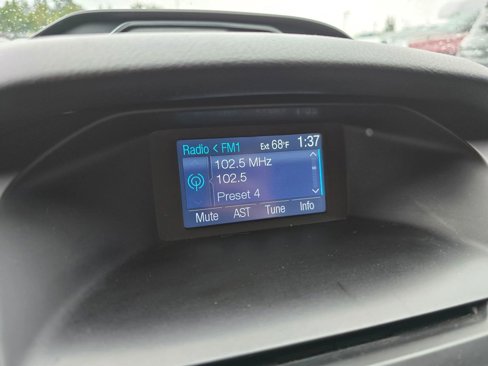 Radio < FM1 Ext 68°F 1:37
102.5 MHz
102.5
Preset 4
Mute AST Tune Info